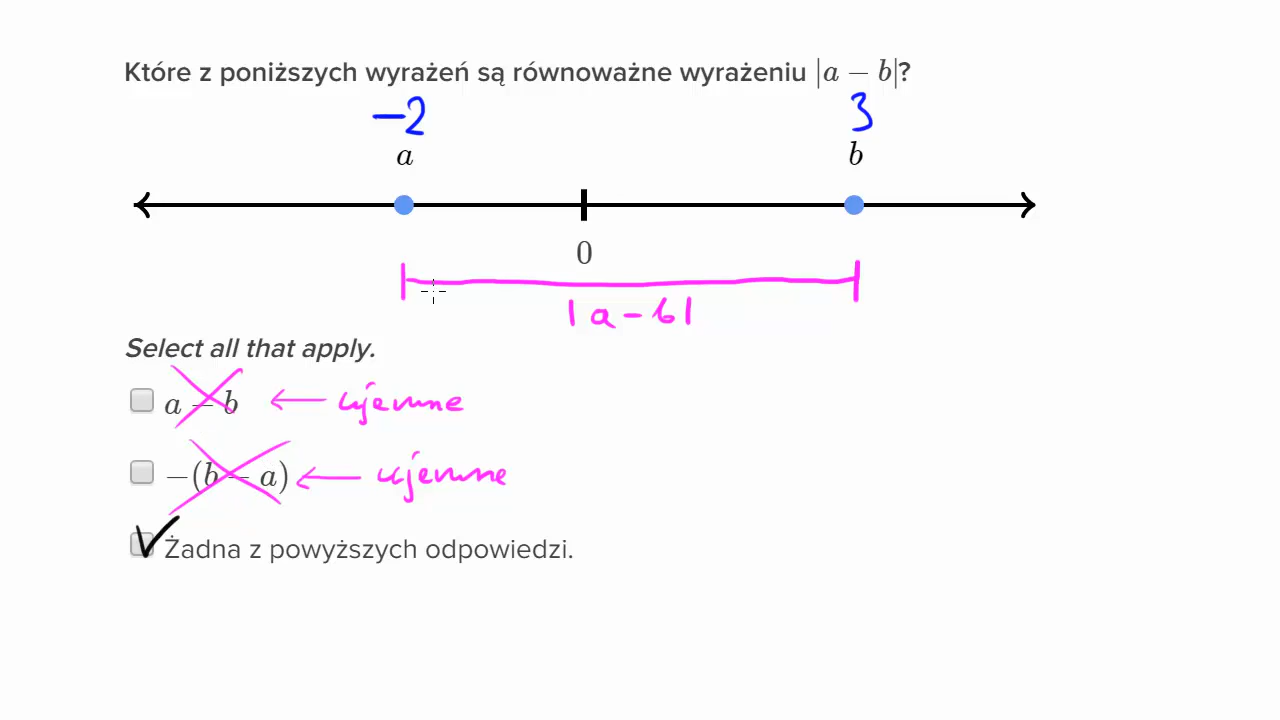 Które z poniższych wyrażeń są równoważne wyrażeniu |a − b|?
−2 3
a b
0
|a−b|
Select all that apply.
a − b ← ujemne
−(b − a) ← ujemne
Żadna z powyższych odpowiedzi.